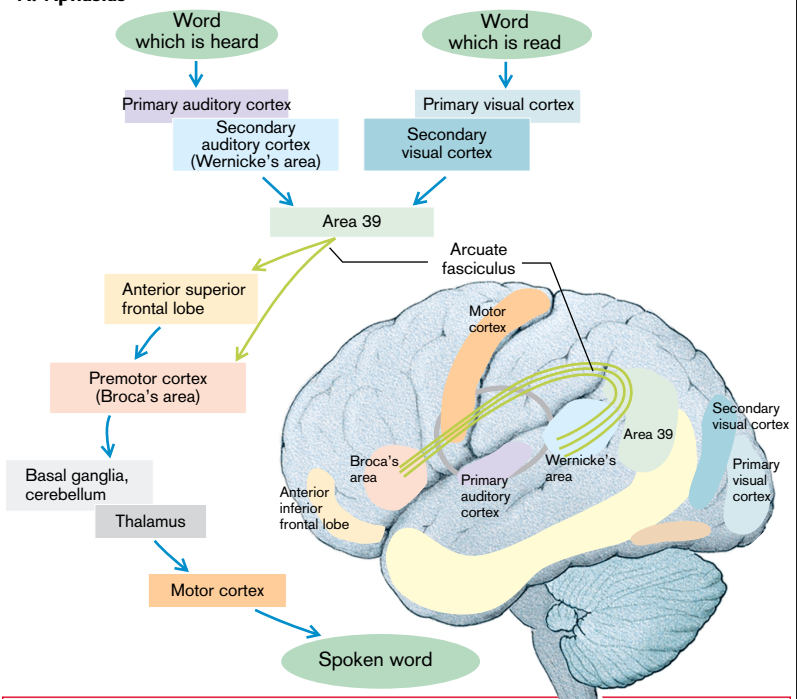 Word
which is heard
Word
which is read
Primary auditory cortex
Primary visual cortex
Secondary
auditory cortex
(Wernicke's area)
Secondary
visual cortex
Area 39
Arcuate
fasciculus
Anterior superior
frontal lobe
Premotor cortex
(Broca's area)
Basal ganglia,
cerebellum
Thalamus
Motor cortex
Spoken word
Motor
cortex
Broca's
area
Anterior
inferior
frontal lobe
Primary
auditory
cortex
Wernicke's
area
Area 39
Secondary
visual cortex
Primary
visual
cortex